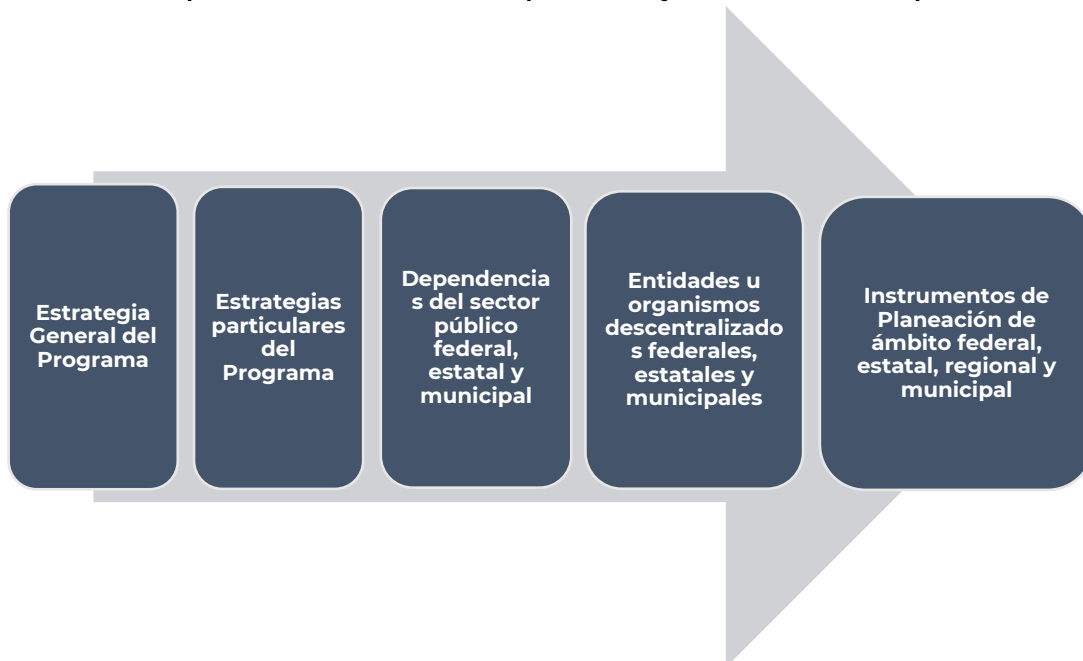 Estrategia
General del
Programa
Estrategias
particulares
del
Programa
Dependencia
s del sector
público
federal,
estatal y
municipal
Entidades u
organismos
descentralizado
s federales,
estatales y
municipales
Instrumentos de
Planeación de
ámbito federal,
estatal, regional y
municipal